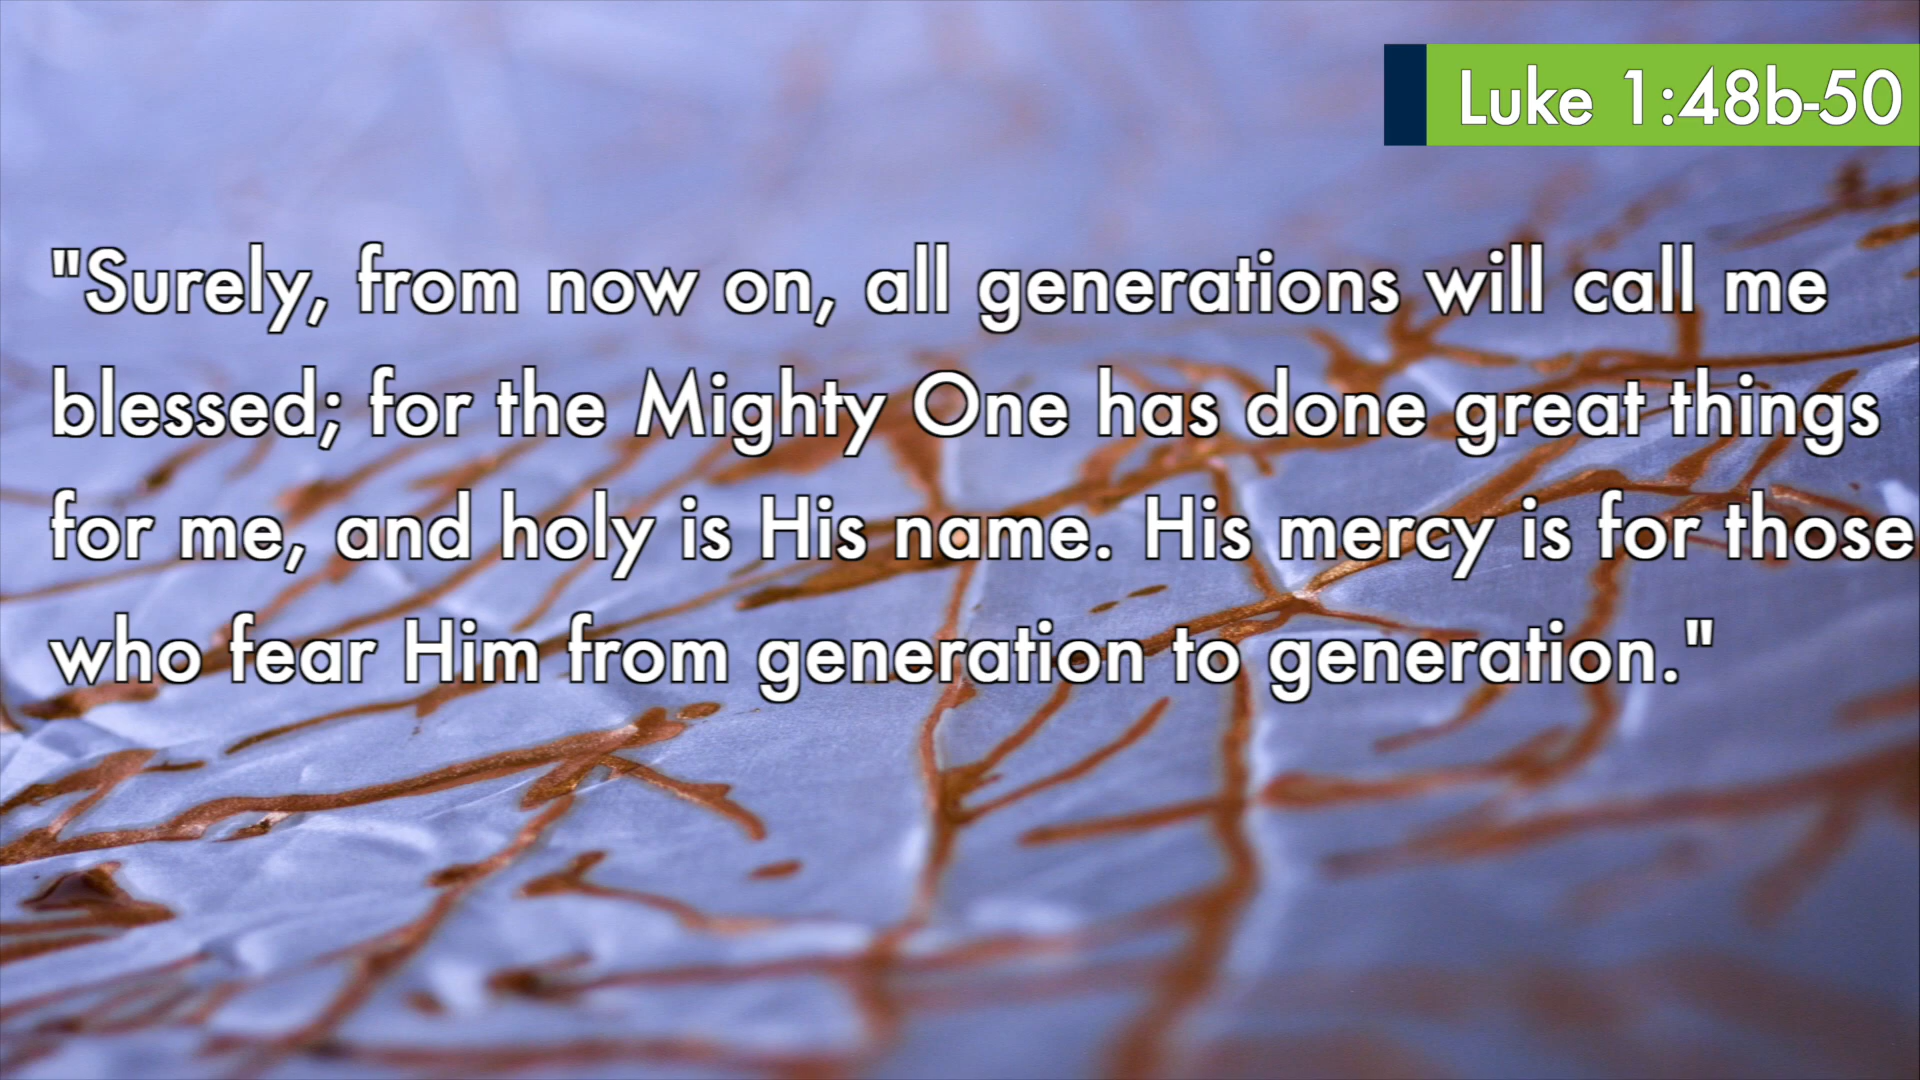 Luke 1:48b-50
"Surely, from now on, all generations will call me
blessed; for the Mighty One has done great things
for me, and holy is His name. His mercy is for those
who fear Him from generation to generation."